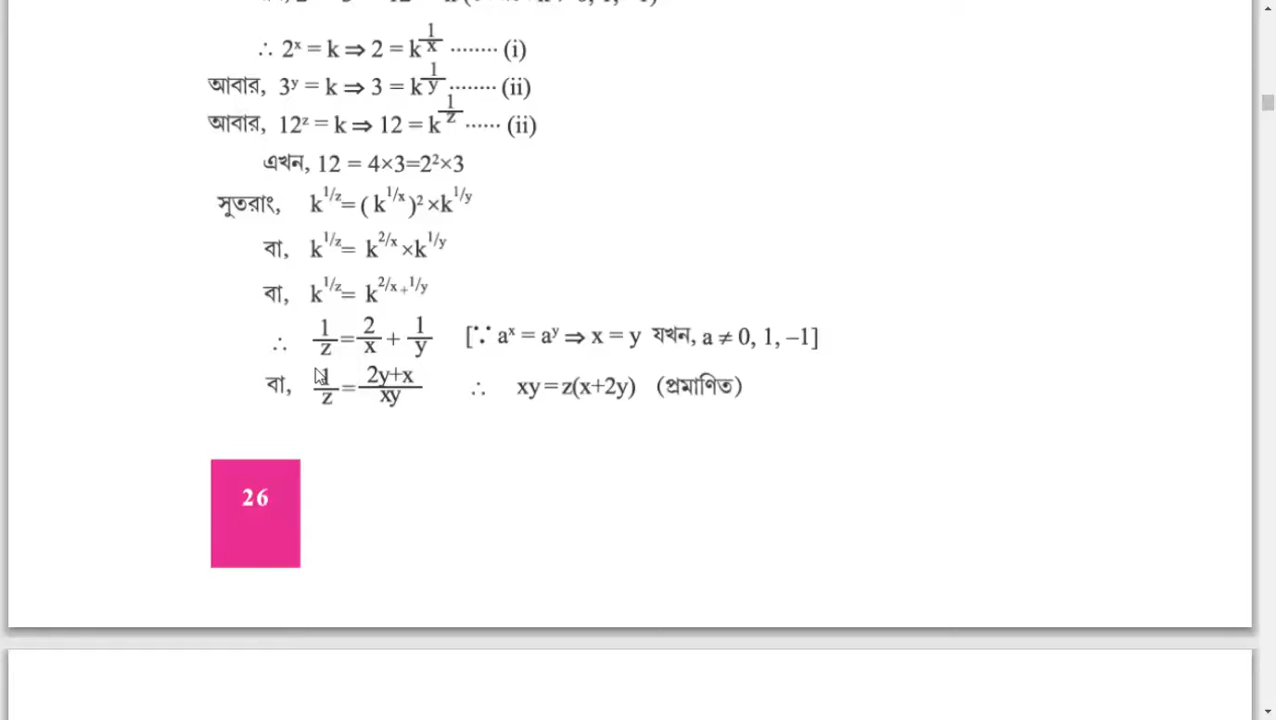 ∴ 2ˣ = k ⇒ 2 = k^(1/x) ........ (i)
আবার, 3ʸ = k ⇒ 3 = k^(1/y) ........ (ii)
আবার, 12ᶻ = k ⇒ 12 = k^(1/z) ...... (ii)
এখন, 12 = 4×3=2²×3
সুতরাং, k^(1/z) = ( k^(1/x) )² ×k^(1/y)
বা, k^(1/z) = k^(2/x) ×k^(1/y)
বা, k^(1/z) = k^(2/x + 1/y)
∴ 1/z = 2/x + 1/y [∵ aˣ = aʸ ⇒ x = y যখন, a ≠ 0, 1, –1]
বা, 1/z = 2y+x/xy ∴ xy = z(x+2y) (প্রমাণিত)
26